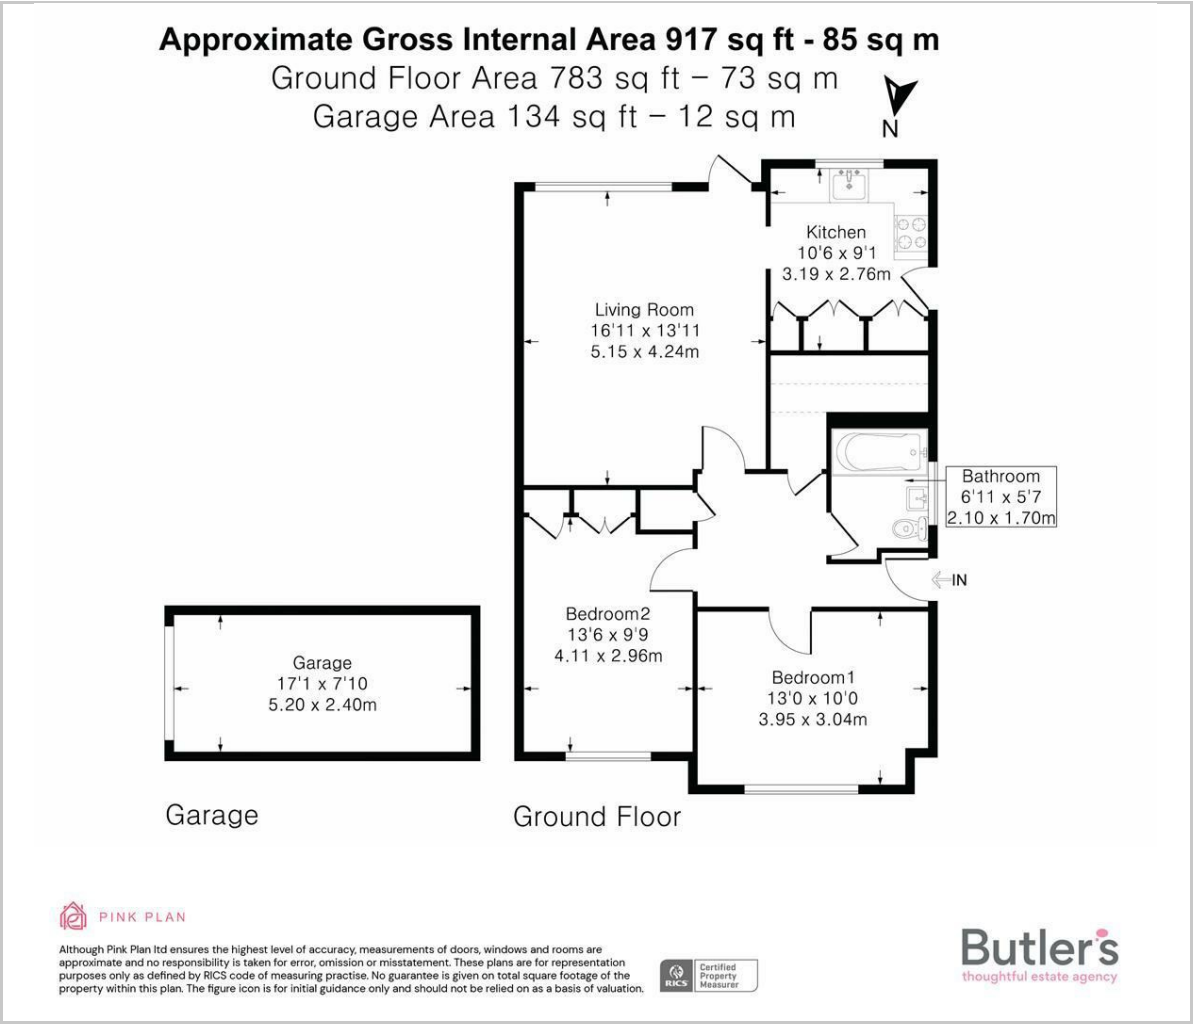 Approximate Gross Internal Area 917 sq ft - 85 sq m
Ground Floor Area 783 sq ft – 73 sq m
Garage Area 134 sq ft – 12 sq m
N
Kitchen
10'6 x 9'1
3.19 x 2.76m
Living Room
16'11 x 13'11
5.15 x 4.24m
Bathroom
6'11 x 5'7
2.10 x 1.70m
IN
Bedroom2
13'6 x 9'9
4.11 x 2.96m
Garage
17'1 x 7'10
5.20 x 2.40m
Bedroom1
13'0 x 10'0
3.95 x 3.04m
Garage
Ground Floor
PINK PLAN
Although Pink Plan ltd ensures the highest level of accuracy, measurements of doors, windows and rooms are
approximate and no responsibility is taken for error, omission or misstatement. These plans are for representation
purposes only as defined by RICS code of measuring practise. No guarantee is given on total square footage of the
property within this plan. The figure icon is for initial guidance only and should not be relied on as a basis of valuation.
RICS
Certified
Property
Measurer
Butler's
thoughtful estate agency